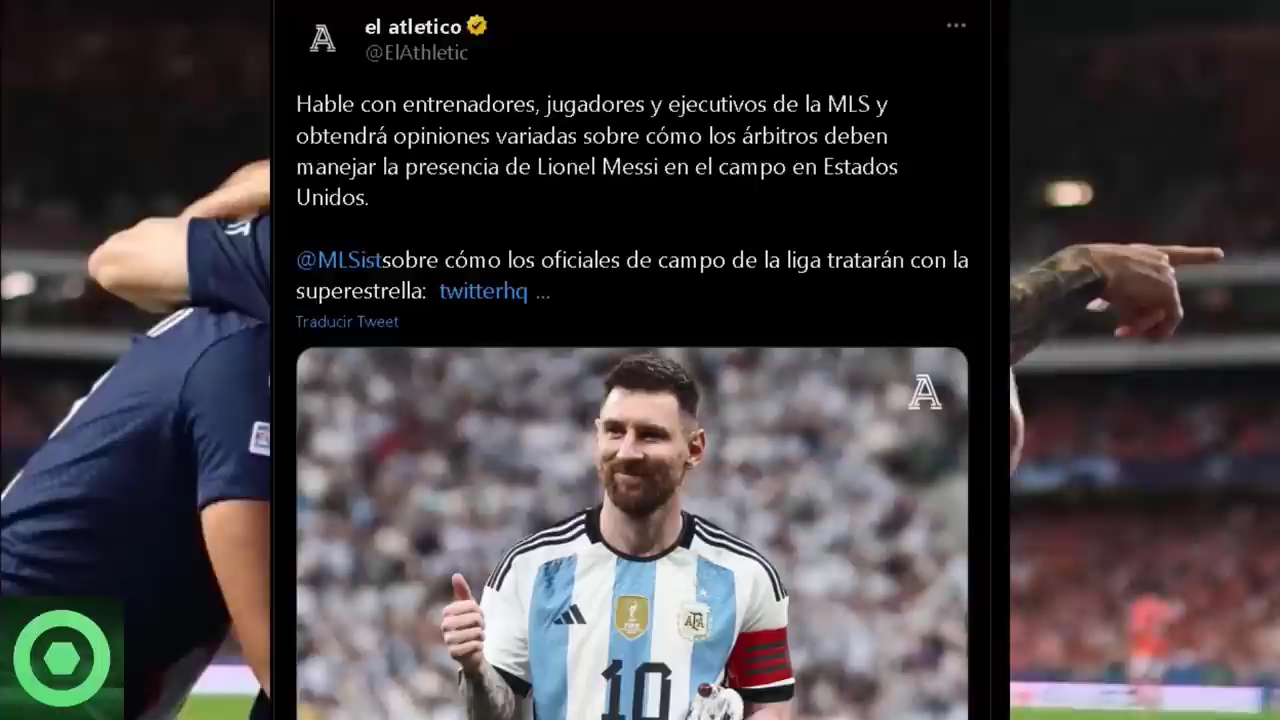 el atletico
@ElAthletic
Hable con entrenadores, jugadores y ejecutivos de la MLS y
obtendrá opiniones variadas sobre cómo los árbitros deben
manejar la presencia de Lionel Messi en el campo en Estados
Unidos.
@MLSistsobre cómo los oficiales de campo de la liga tratarán con la
superestrella: twitterhq ...
Traducir Tweet
A
AFA
10